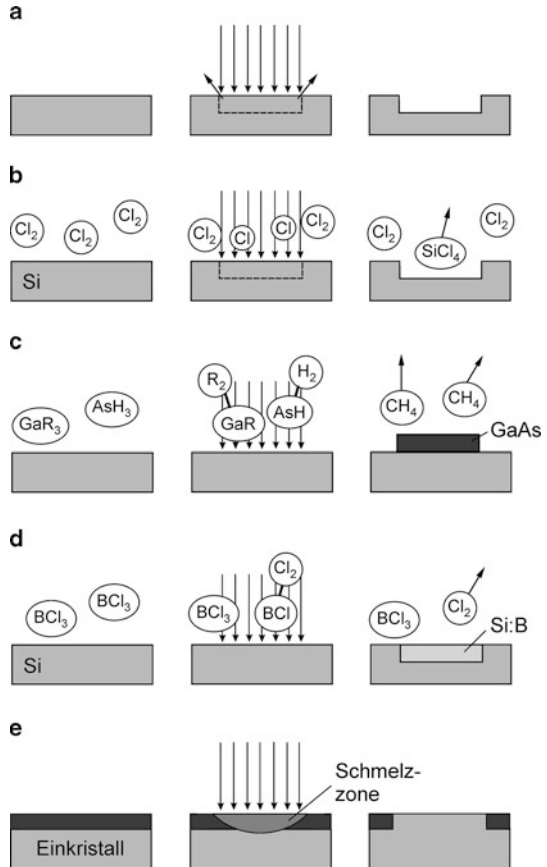 a
b
Cl₂ Cl₂ Cl₂
Si
Cl₂ Cl Cl Cl₂
Cl₂ SiCl₄ Cl₂
c
GaR₃ AsH₃
R₂ H₂
GaR AsH
CH₄ CH₄
GaAs
d
BCl₃ BCl₃
Si
Cl₂
BCl₃ BCl
BCl₃ Cl₂
Si:B
e
Einkristall
Schmelz-
zone